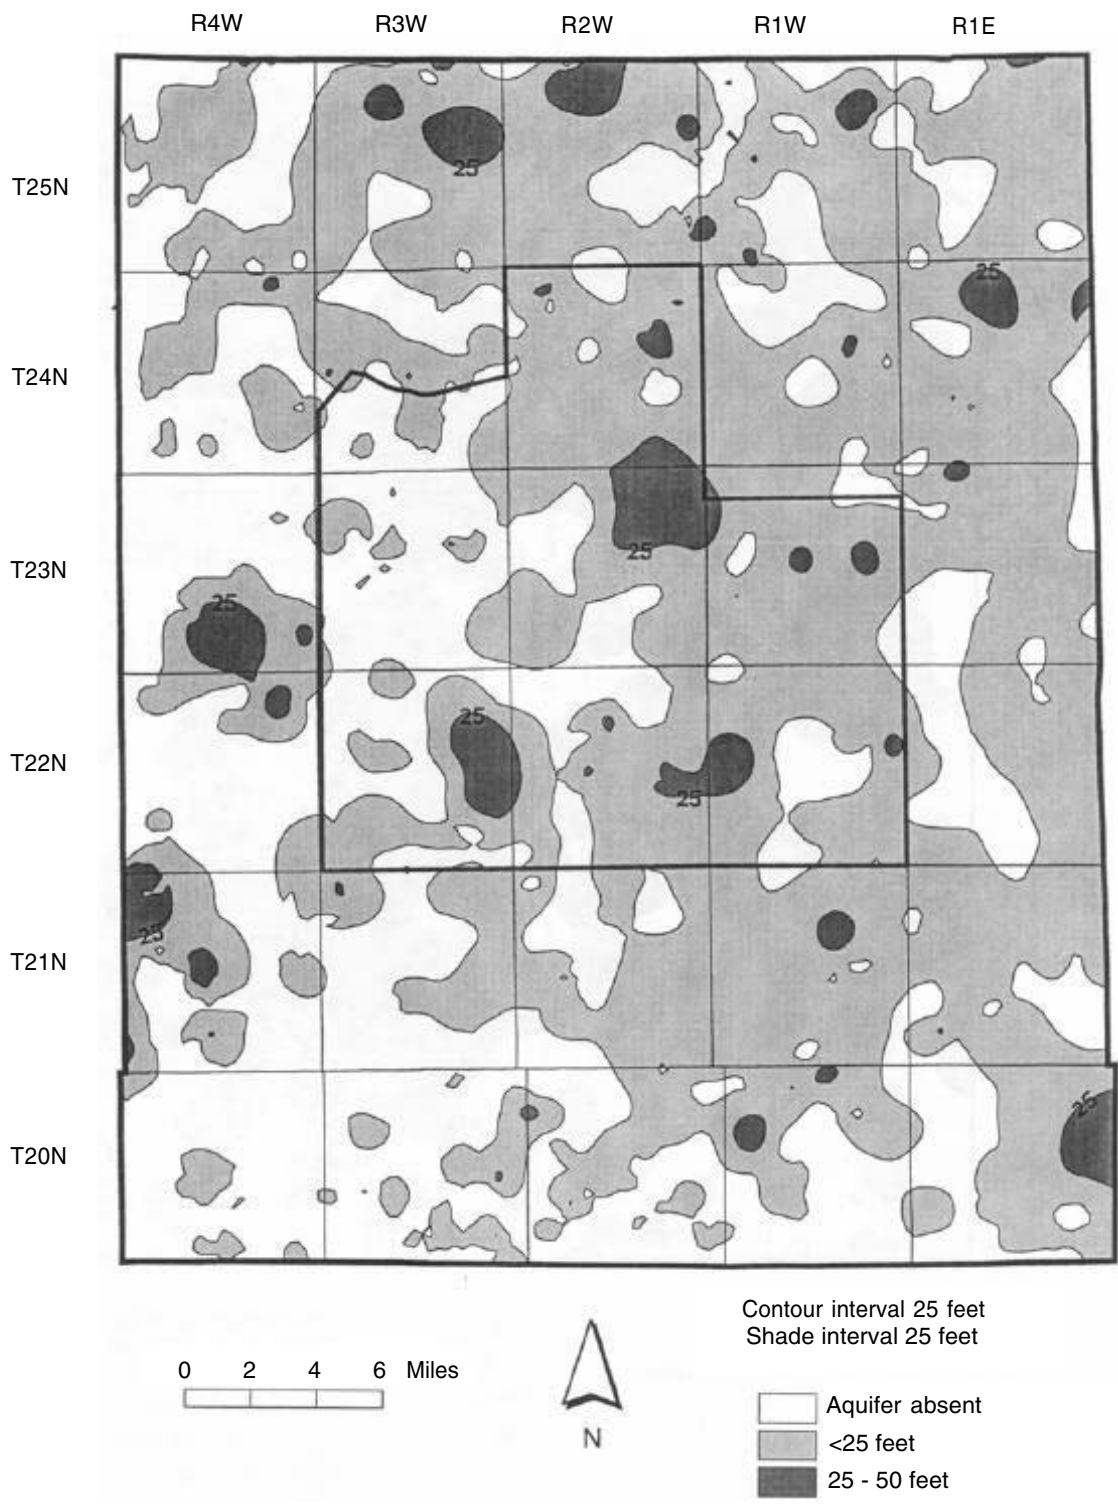 R4W R3W R2W R1W R1E
T25N
25
25
T24N
25
T23N
25
25
T22N
25
25
T21N
25
T20N
Contour interval 25 feet
Shade interval 25 feet
0 2 4 6 Miles
N
Aquifer absent
<25 feet
25 - 50 feet